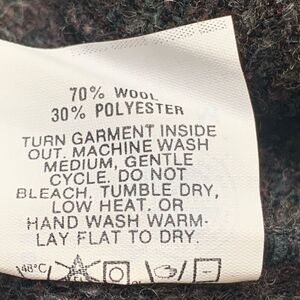 70% WOOL
30% POLYESTER
TURN GARMENT INSIDE
OUT. MACHINE WASH
MEDIUM, GENTLE
CYCLE. DO NOT
BLEACH. TUMBLE DRY,
LOW HEAT. OR
HAND WASH WARM-
LAY FLAT TO DRY.